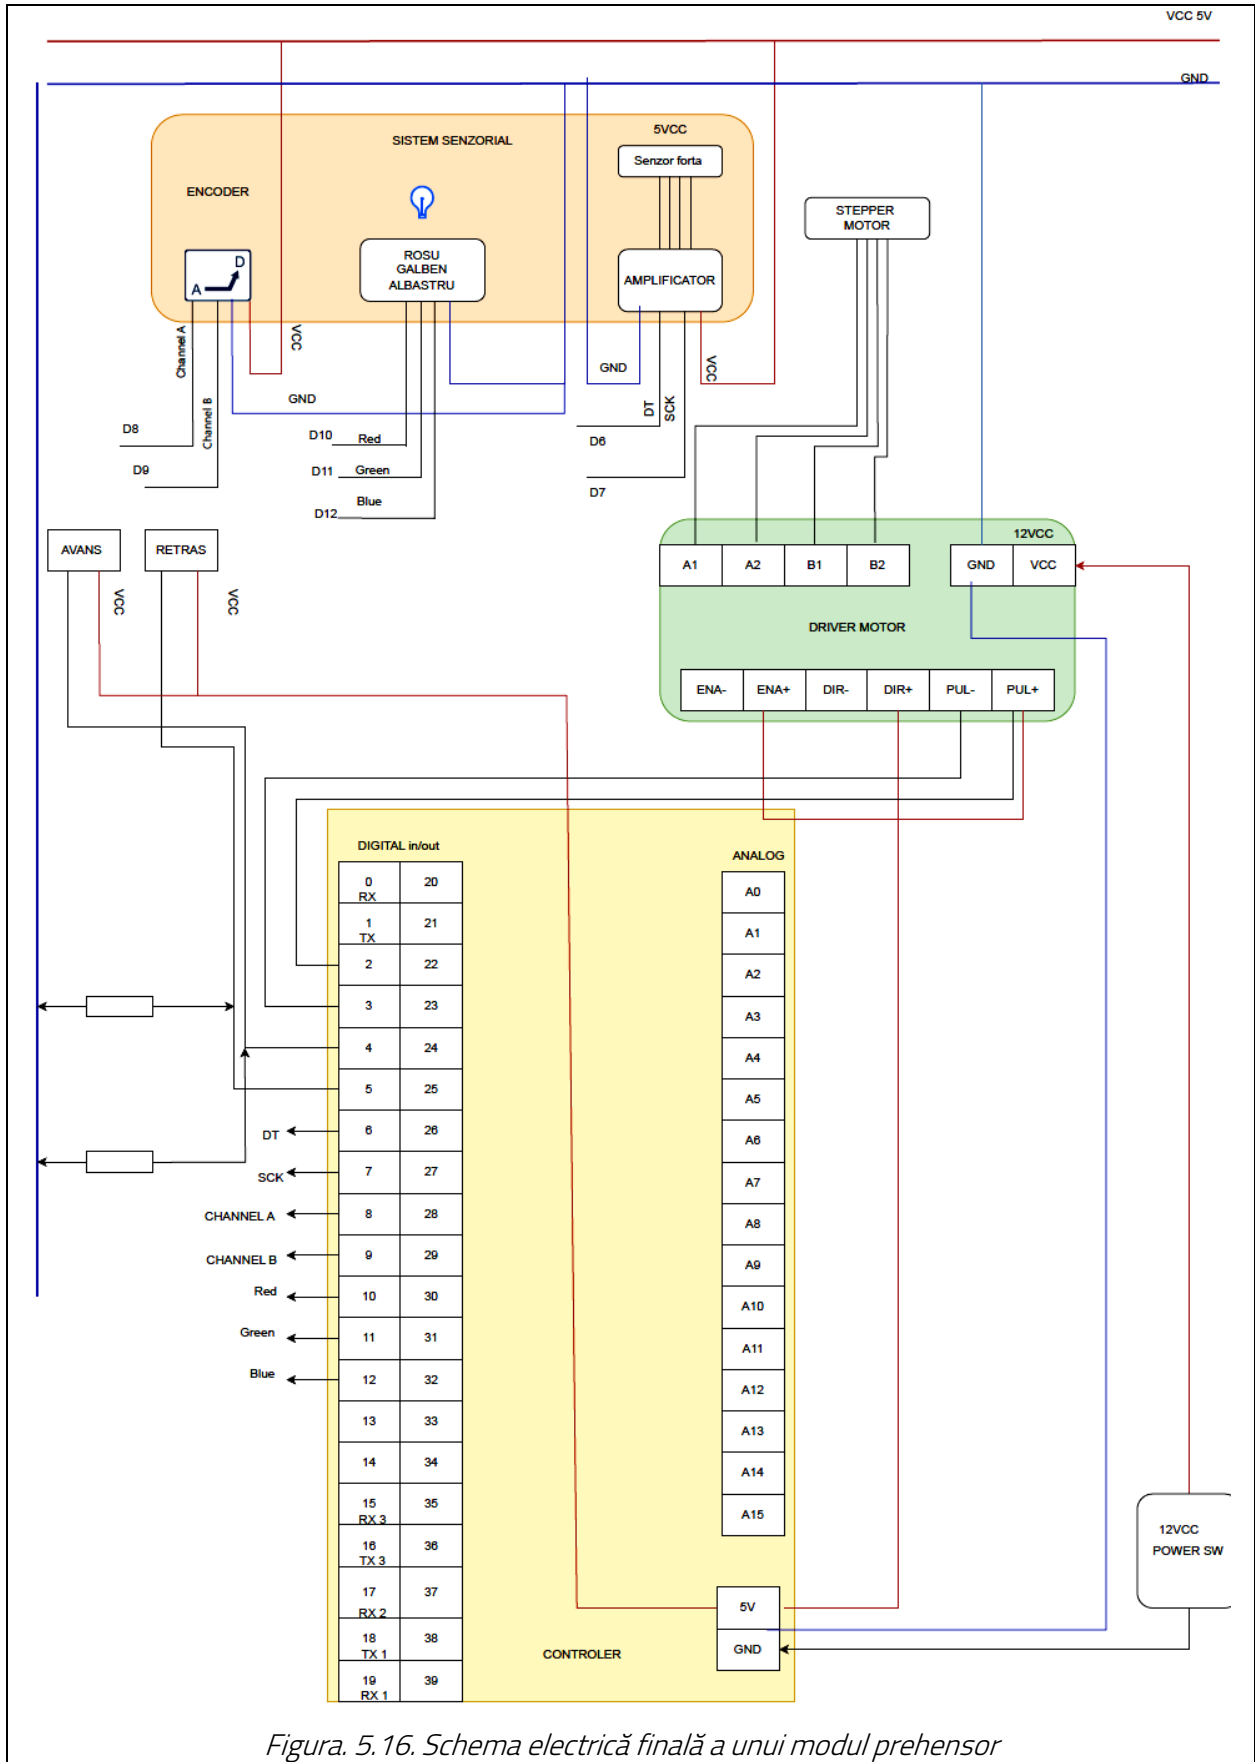 VCC 5V
GND
SISTEM SENZORIAL
5VCC
Senzor forta
ENCODER
STEPPER
MOTOR
ROSU
GALBEN
ALBASTRU
D
A
AMPLIFICATOR
Channel A
VCC
GND
VCC
GND
Channel B
DT
SCK
D8
D9
D10
Red
D11
Green
Blue
D12
D6
D7
12VCC
AVANS
RETRAS
VCC
VCC
A1
A2
B1
B2
GND
VCC
DRIVER MOTOR
ENA-
ENA+
DIR-
DIR+
PUL-
PUL+
DIGITAL in/out
ANALOG
0
RX
20
A0
1
TX
21
A1
2
22
A2
3
23
A3
4
24
A4
5
25
A5
DT
6
26
A6
SCK
7
27
A7
CHANNEL A
8
28
A8
CHANNEL B
9
29
A9
Red
10
30
A10
Green
11
31
A11
Blue
12
32
A12
13
33
A13
14
34
A14
15
RX 3
35
A15
16
TX 3
36
17
RX 2
37
18
TX 1
38
19
RX 1
39
12VCC
POWER SW
5V
GND
CONTROLER
Figura. 5.16. Schema electrică finală a unui modul prehensor